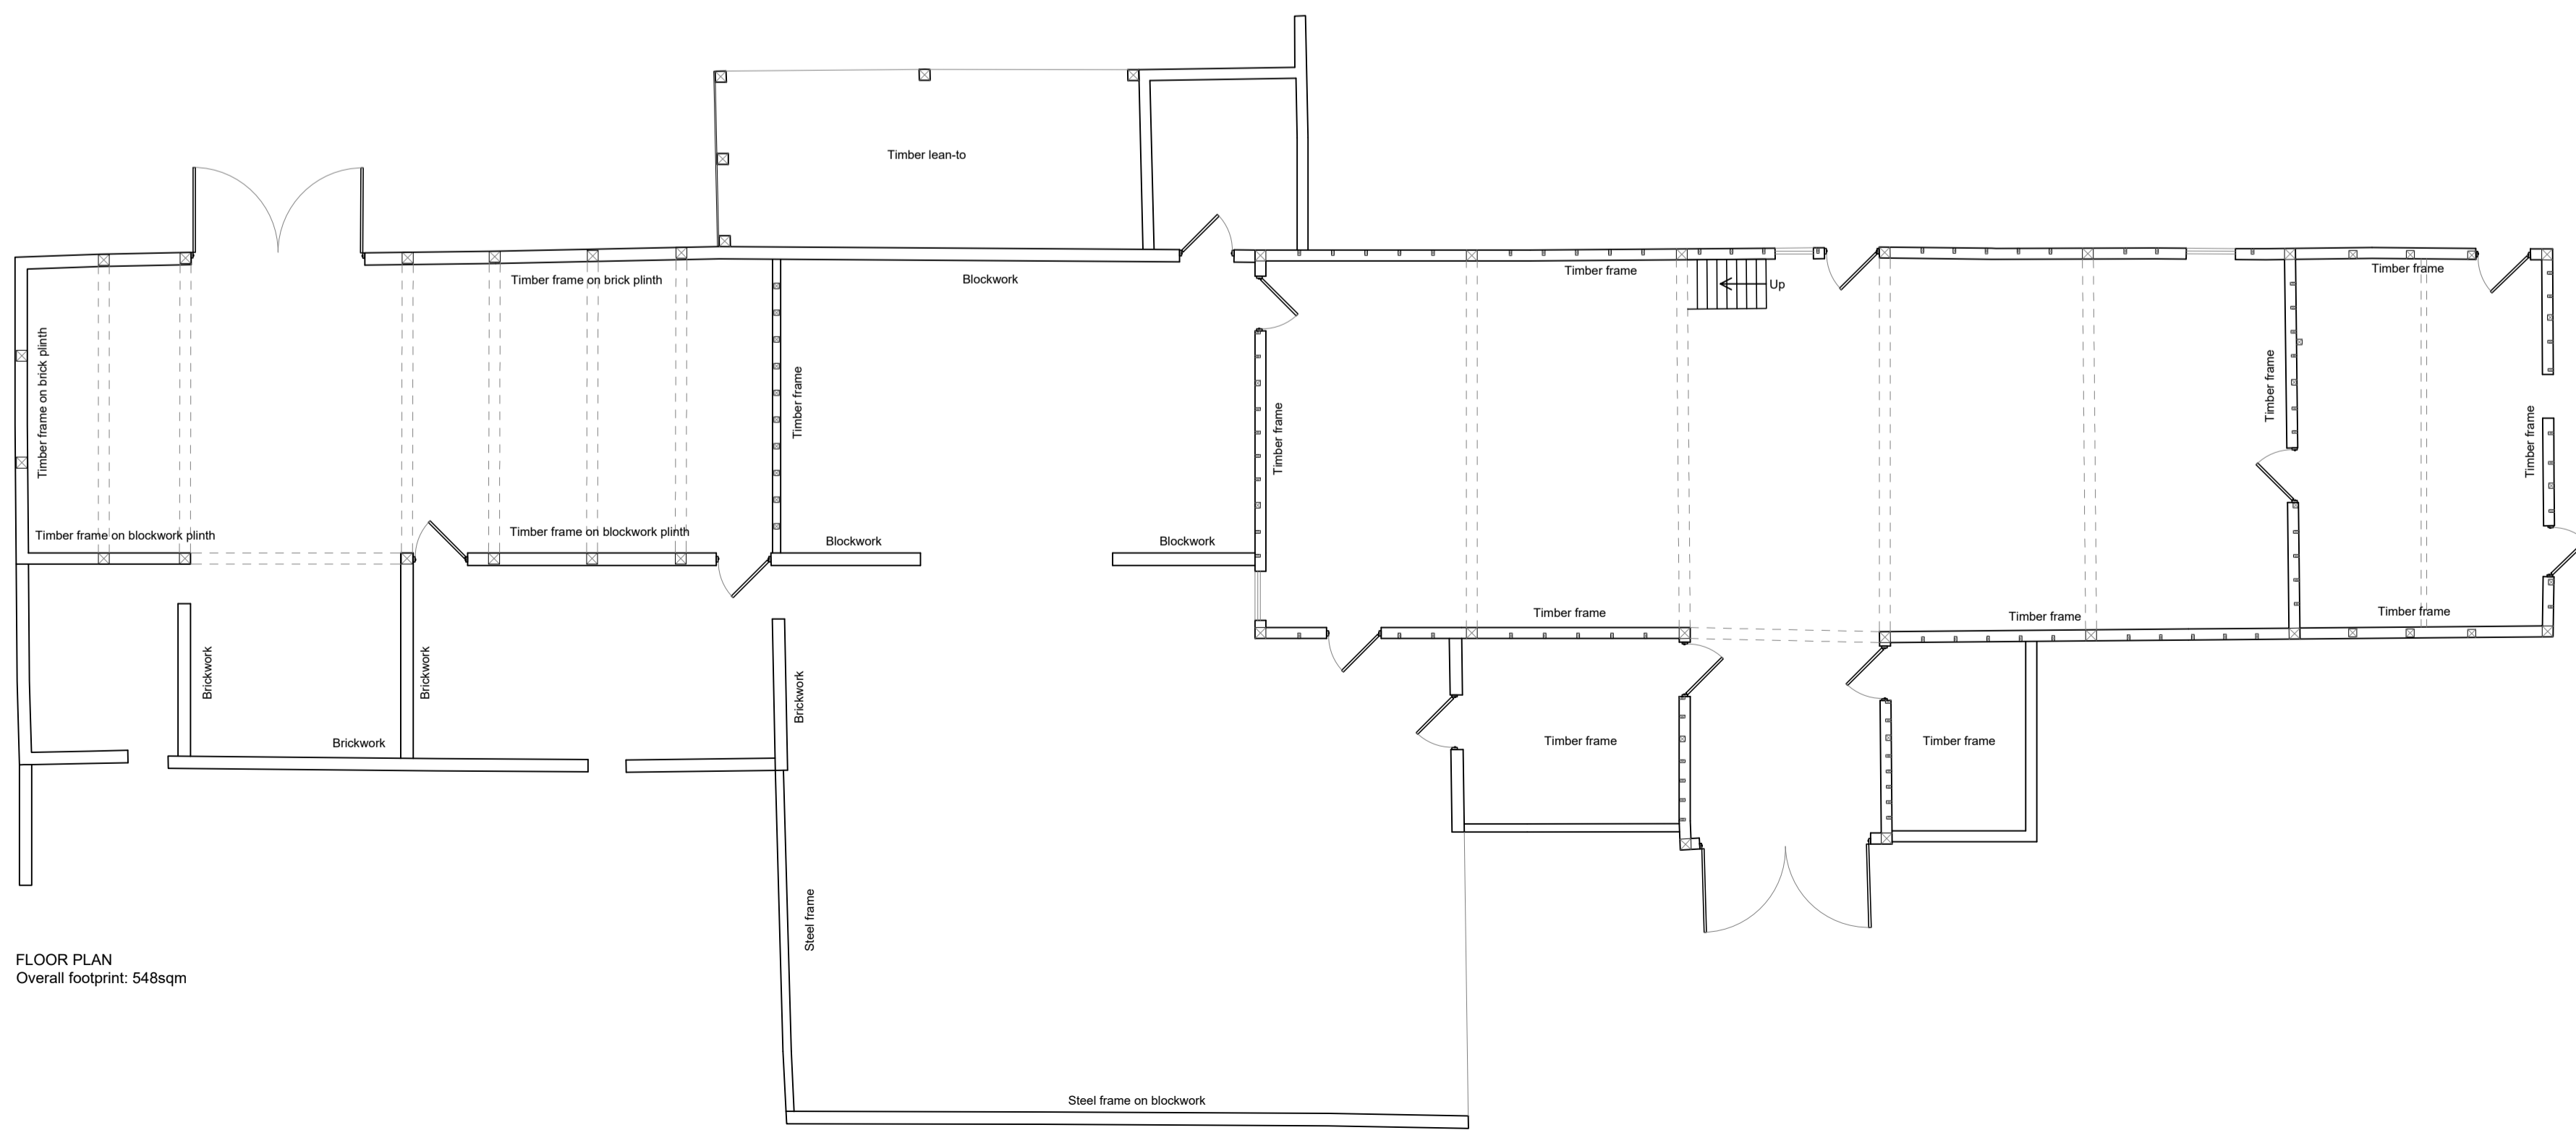 Timber lean-to
Timber frame on brick plinth
Blockwork
Timber frame
Up
Timber frame
Timber frame on brick plinth
Timber frame
Timber frame
Timber frame
Timber frame
Timber frame on blockwork plinth
Timber frame on blockwork plinth
Blockwork
Blockwork
Timber frame
Timber frame
Timber frame
Brickwork
Brickwork
Brickwork
Brickwork
Timber frame
Timber frame
Steel frame
FLOOR PLAN
Overall footprint: 548sqm
Steel frame on blockwork